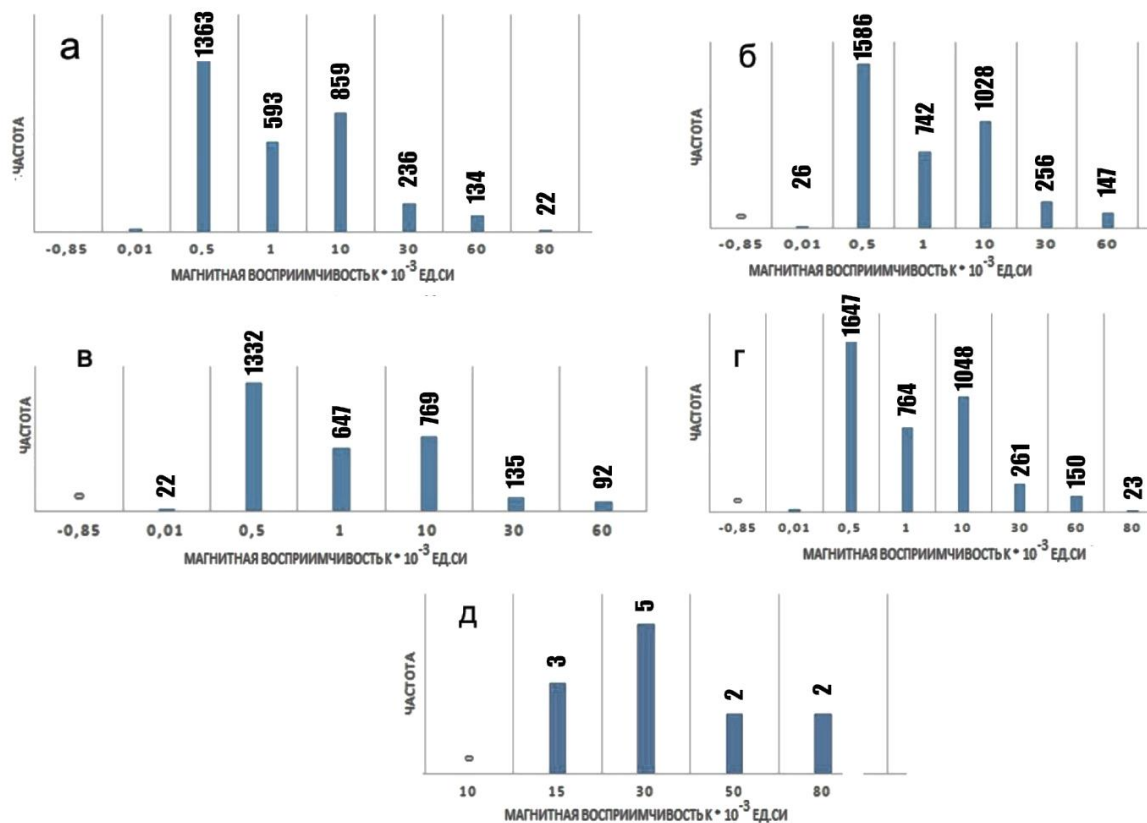 а
ЧАСТОТА
1363
593
859
236
134
22
-0,85 0,01 0,5 1 10 30 60 80
МАГНИТНАЯ ВОСПРИИМЧИВОСТЬ К * 10⁻³ ЕД.СИ
б
ЧАСТОТА
0
26
1586
742
1028
256
147
-0,85 0,01 0,5 1 10 30 60
МАГНИТНАЯ ВОСПРИИМЧИВОСТЬ К * 10⁻³ ЕД.СИ
в
ЧАСТОТА
0
22
1332
647
769
135
92
-0,85 0,01 0,5 1 10 30 60
МАГНИТНАЯ ВОСПРИИМЧИВОСТЬ К * 10⁻³ ЕД.СИ
г
ЧАСТОТА
0
1647
764
1048
261
150
23
-0,85 0,01 0,5 1 10 30 60 80
МАГНИТНАЯ ВОСПРИИМЧИВОСТЬ К * 10⁻³ ЕД.СИ
д
ЧАСТОТА
0
3
5
2
2
10 15 30 50 80
МАГНИТНАЯ ВОСПРИИМЧИВОСТЬ К * 10⁻³ ЕД.СИ